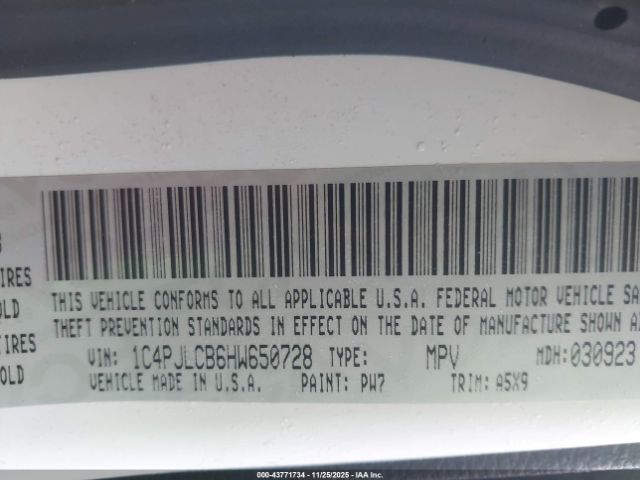 IRES
OLD
TIRES
OLD
THIS VEHICLE CONFORMS TO ALL APPLICABLE U.S.A. FEDERAL MOTOR VEHICLE SA
THEFT PREVENTION STANDARDS IN EFFECT ON THE DATE OF MANUFACTURE SHOWN A
VIN: 1C4PJLCB6HW650728 TYPE: MPV MDH:030923
VEHICLE MADE IN U.S.A. PAINT: PW7 TRIM: A5X9
000-43771734 | 11/25/2025 - IAA Inc.